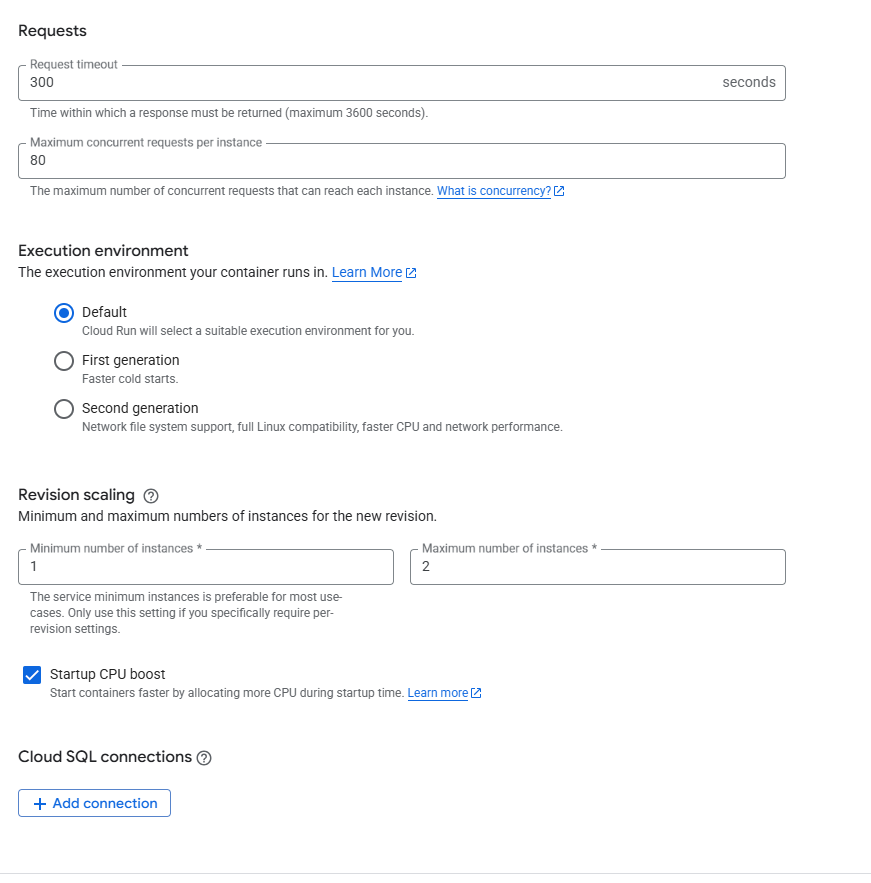 Requests
Request timeout
300
seconds
Time within which a response must be returned (maximum 3600 seconds).
Maximum concurrent requests per instance
80
The maximum number of concurrent requests that can reach each instance. What is concurrency?
Execution environment
The execution environment your container runs in. Learn More
Default
Cloud Run will select a suitable execution environment for you.
First generation
Faster cold starts.
Second generation
Network file system support, full Linux compatibility, faster CPU and network performance.
Revision scaling
Minimum and maximum numbers of instances for the new revision.
Minimum number of instances *
1
Maximum number of instances *
2
The service minimum instances is preferable for most use-
cases. Only use this setting if you specifically require per-
revision settings.
Startup CPU boost
Start containers faster by allocating more CPU during startup time. Learn more
Cloud SQL connections
+ Add connection